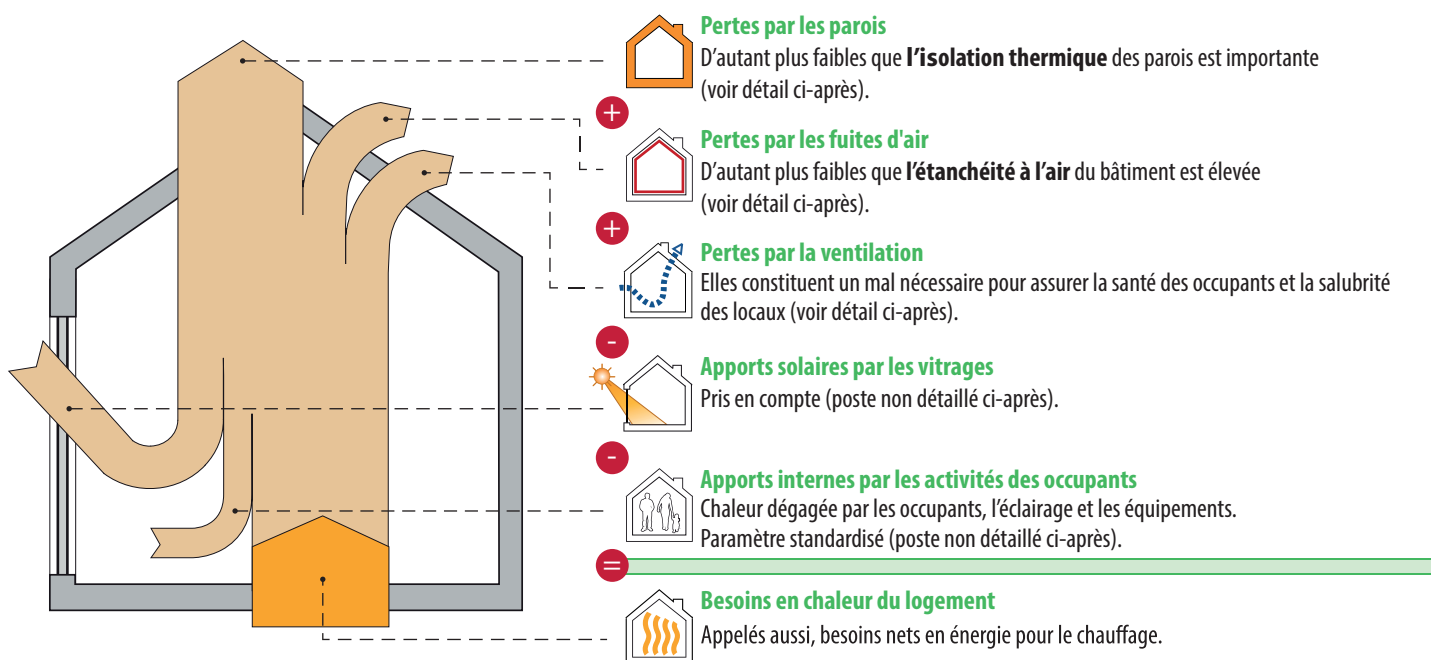 Pertes par les parois
D'autant plus faibles que l'isolation thermique des parois est importante
(voir détail ci-après).
+
Pertes par les fuites d'air
D'autant plus faibles que l'étanchéité à l'air du bâtiment est élevée
(voir détail ci-après).
+
Pertes par la ventilation
Elles constituent un mal nécessaire pour assurer la santé des occupants et la salubrité
des locaux (voir détail ci-après).
-
Apports solaires par les vitrages
Pris en compte (poste non détaillé ci-après).
-
Apports internes par les activités des occupants
Chaleur dégagée par les occupants, l'éclairage et les équipements.
Paramètre standardisé (poste non détaillé ci-après).
=
Besoins en chaleur du logement
Appelés aussi, besoins nets en énergie pour le chauffage.